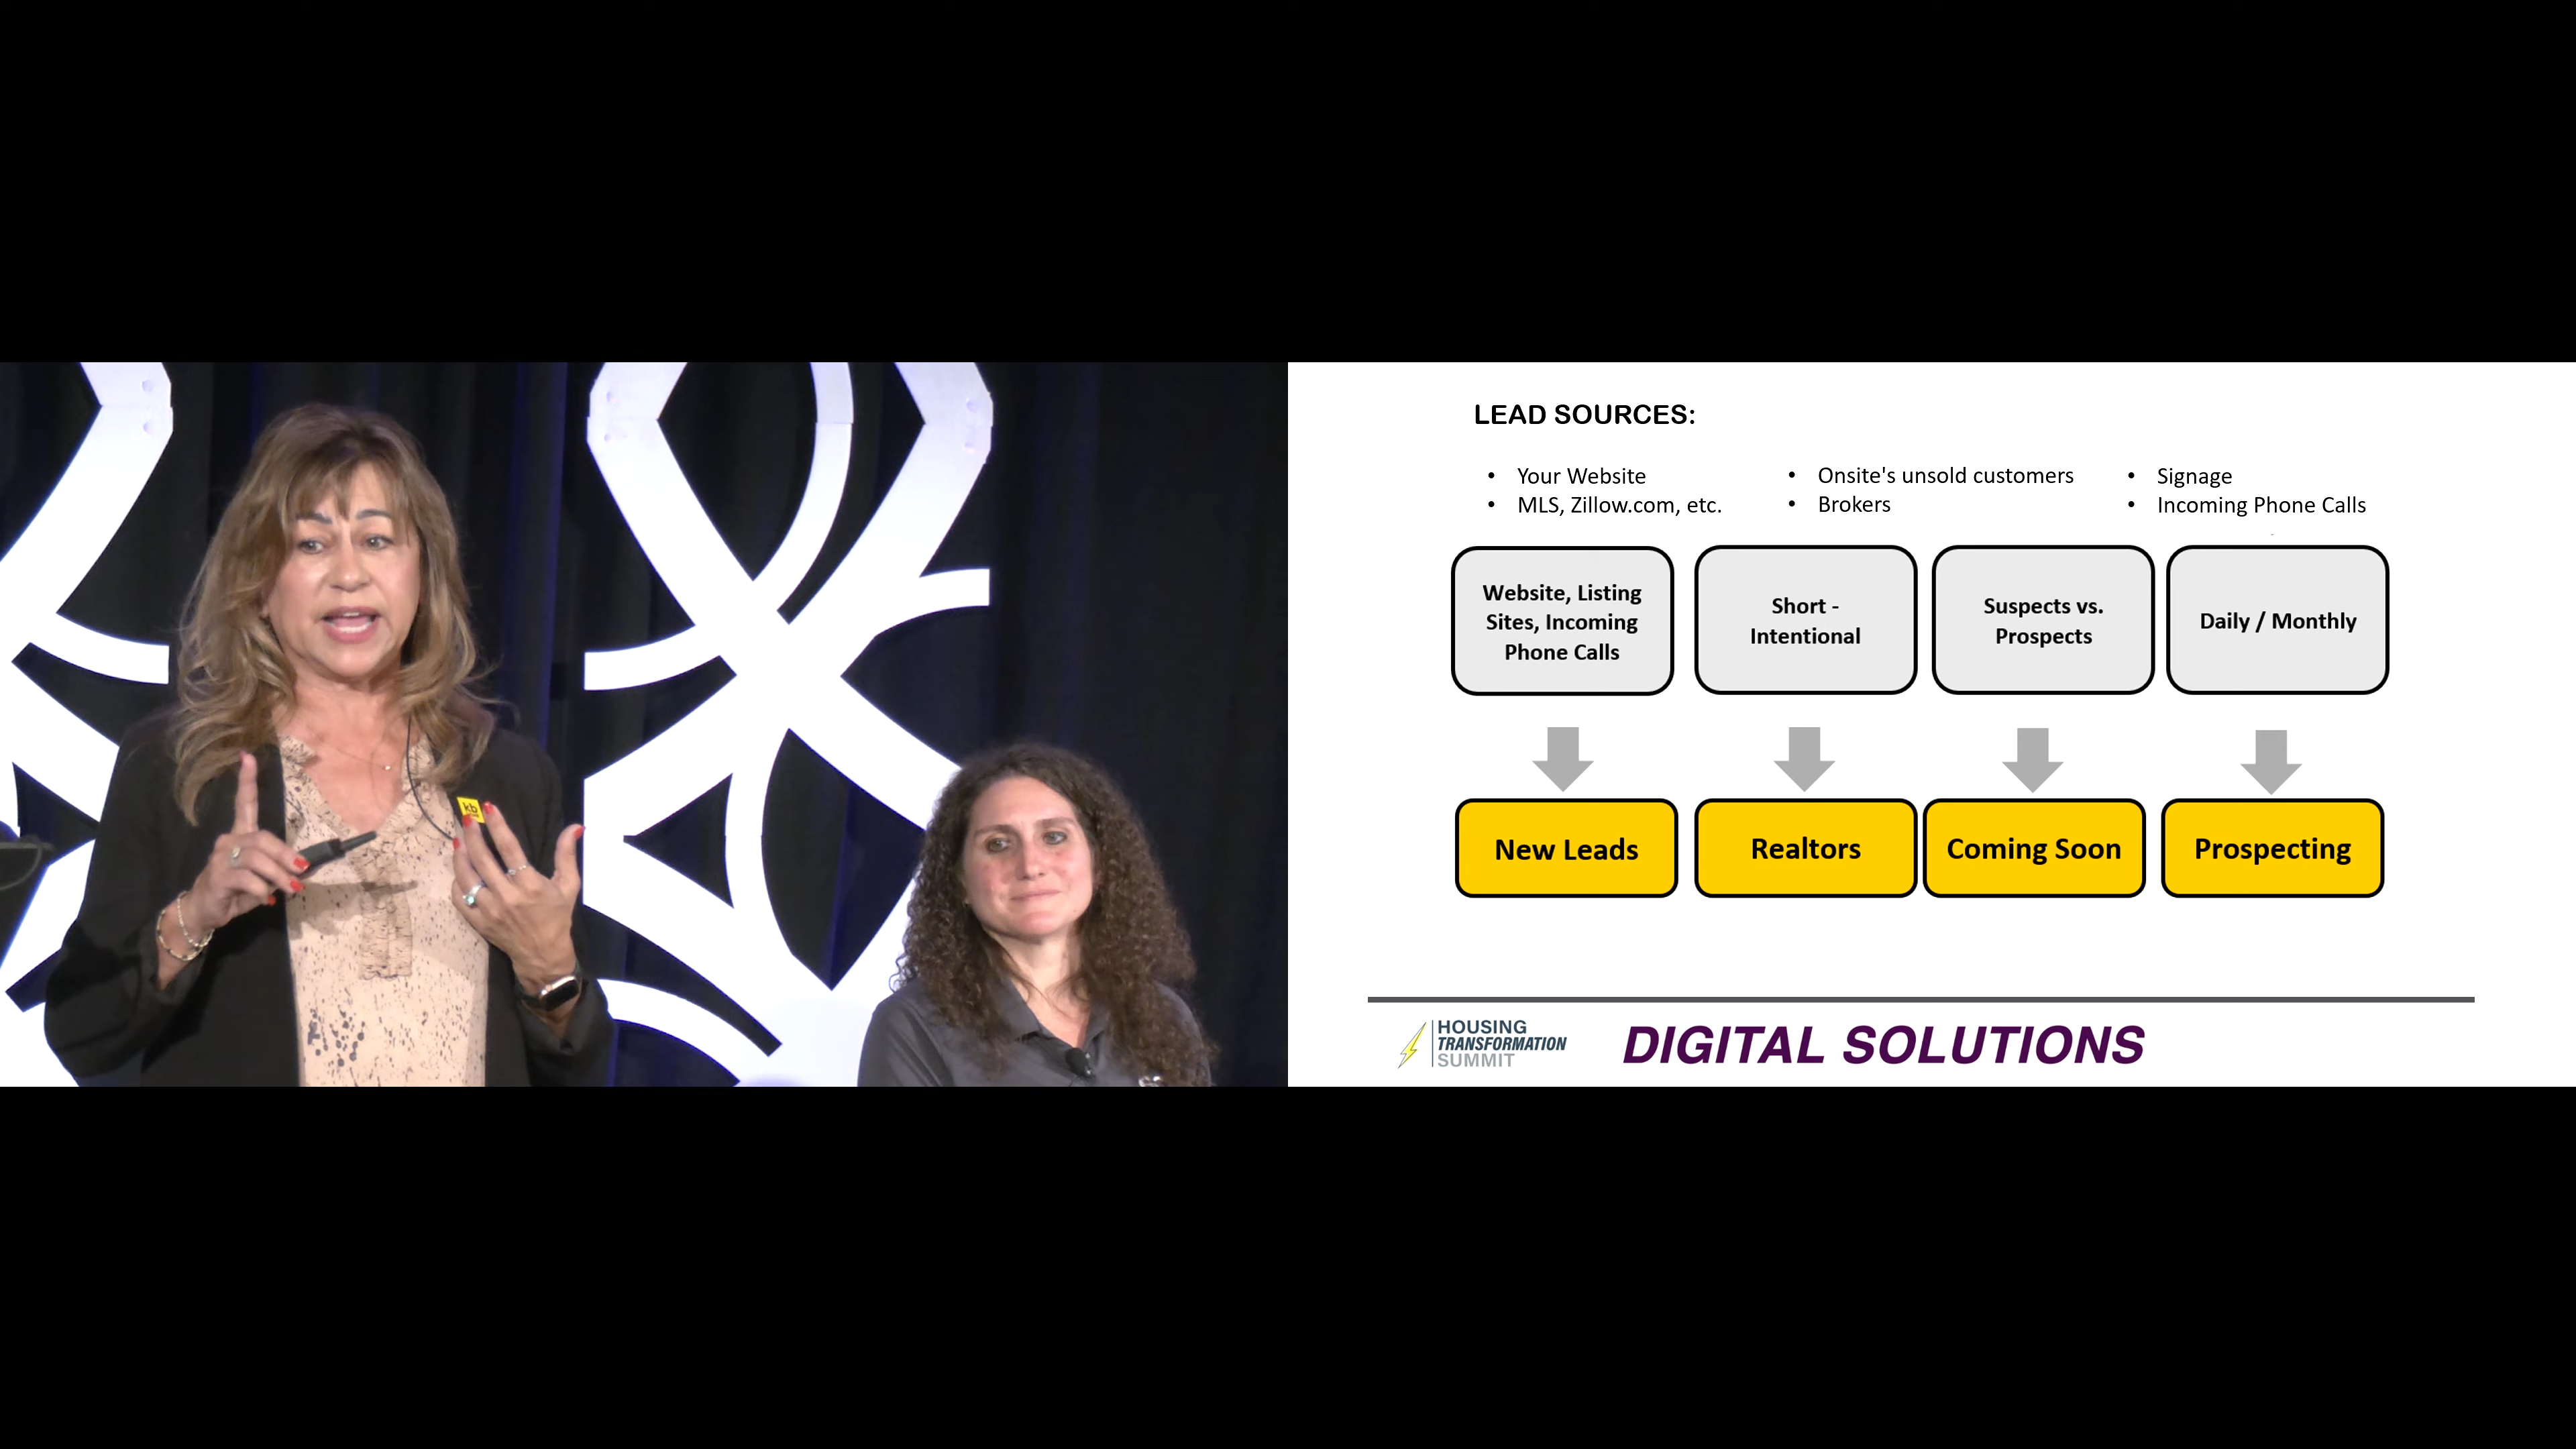 LEAD SOURCES:
• Your Website
• MLS, Zillow.com, etc.
• Onsite's unsold customers
• Brokers
• Signage
• Incoming Phone Calls
Website, Listing
Sites, Incoming
Phone Calls
Short -
Intentional
Suspects vs.
Prospects
Daily / Monthly
New Leads
Realtors
Coming Soon
Prospecting
HOUSING
TRANSFORMATION
SUMMIT
DIGITAL SOLUTIONS
kb